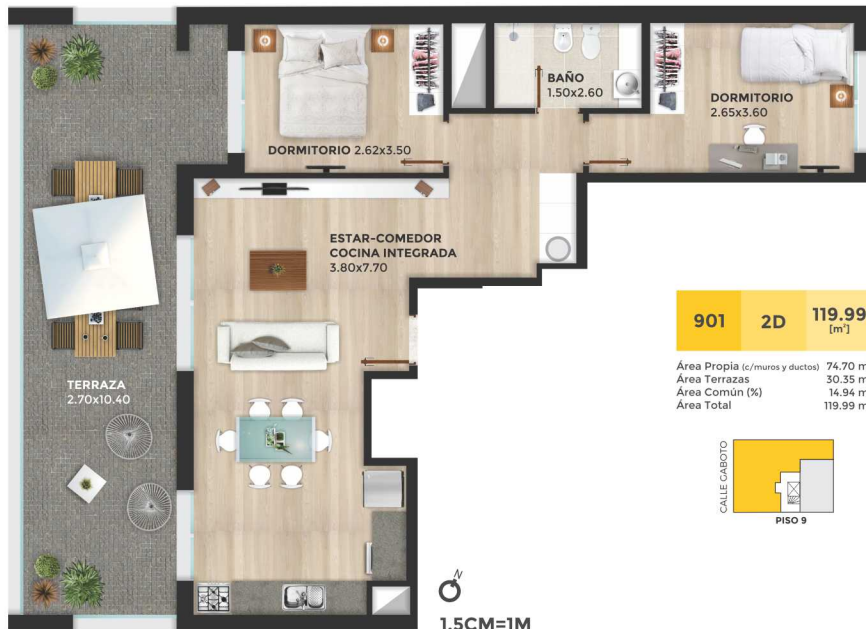 BAÑO
1.50x2.60
DORMITORIO
2.65x3.60
DORMITORIO 2.62x3.50
ESTAR-COMEDOR
COCINA INTEGRADA
3.80x7.70
TERRAZA
2.70x10.40
901 2D 119.99
[m²]
Área Propia (c/muros y ductos) 74.70 m
Área Terrazas 30.35 m
Área Común (%) 14.94 m
Área Total 119.99 m
CALLE GABOTO
PISO 9
N
1.5CM=1M